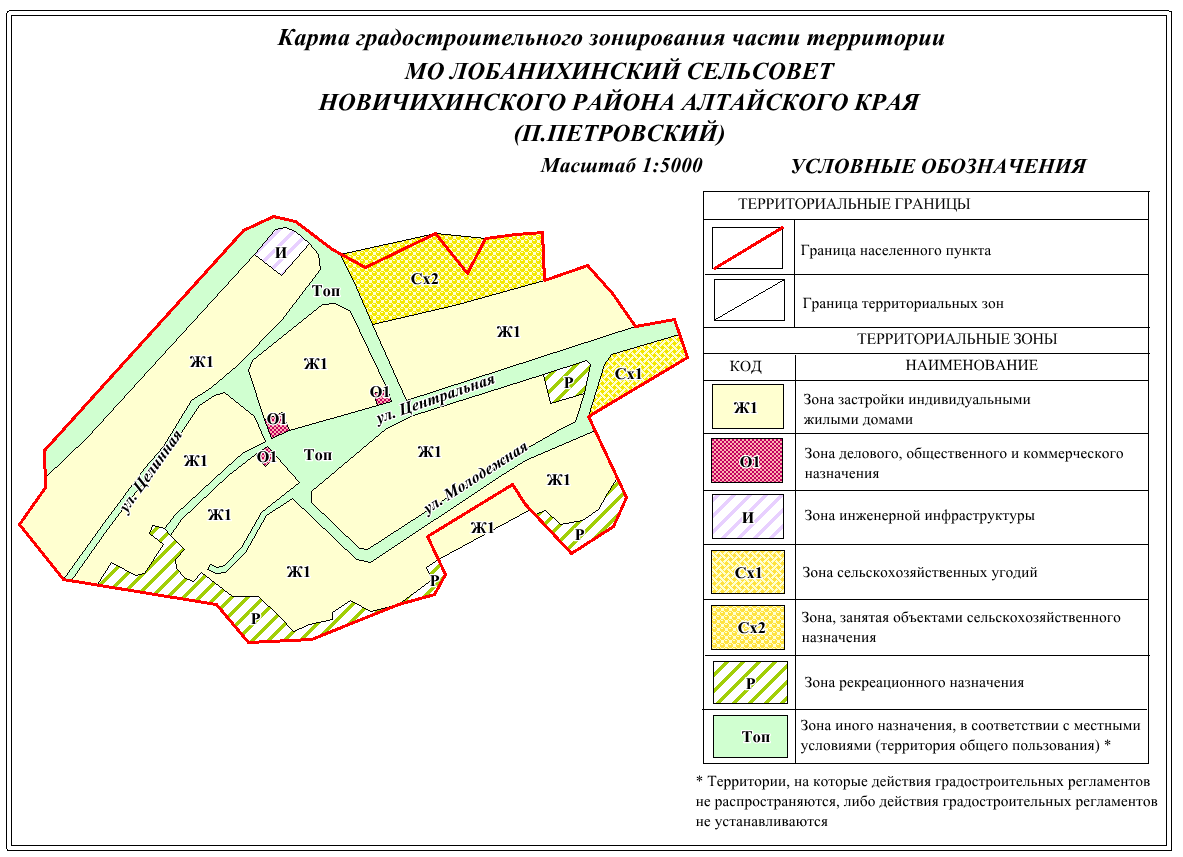 Карта градостроительного зонирования части территории
МО ЛОБАНИХИНСКИЙ СЕЛЬСОВЕТ
НОВИЧИХИНСКОГО РАЙОНА АЛТАЙСКОГО КРАЯ
(П.ПЕТРОВСКИЙ)
Масштаб 1:5000
УСЛОВНЫЕ ОБОЗНАЧЕНИЯ
ТЕРРИТОРИАЛЬНЫЕ ГРАНИЦЫ
Граница населенного пункта
Граница территориальных зон
ТЕРРИТОРИАЛЬНЫЕ ЗОНЫ
КОД НАИМЕНОВАНИЕ
Ж1
Зона застройки индивидуальными
жилыми домами
О1
Зона делового, общественного и коммерческого
назначения
И
Зона инженерной инфраструктуры
Сх1
Зона сельскохозяйственных угодий
Сх2
Зона, занятая объектами сельскохозяйственного
назначения
Р
Зона рекреационного назначения
Топ
Зона иного назначения, в соответствии с местными
условиями (территория общего пользования) *
* Территории, на которые действия градостроительных регламентов
не распространяются, либо действия градостроительных регламентов
не устанавливаются
И
Сх2
Топ
Ж1
Ж1
Ж1
Сх1
Р
О1
ул. Центральная
О1
Топ
О1
Ж1
Ж1
ул. Целинная
ул. Молодежная
Ж1
Ж1
Ж1
Р
Ж1
Р
Р